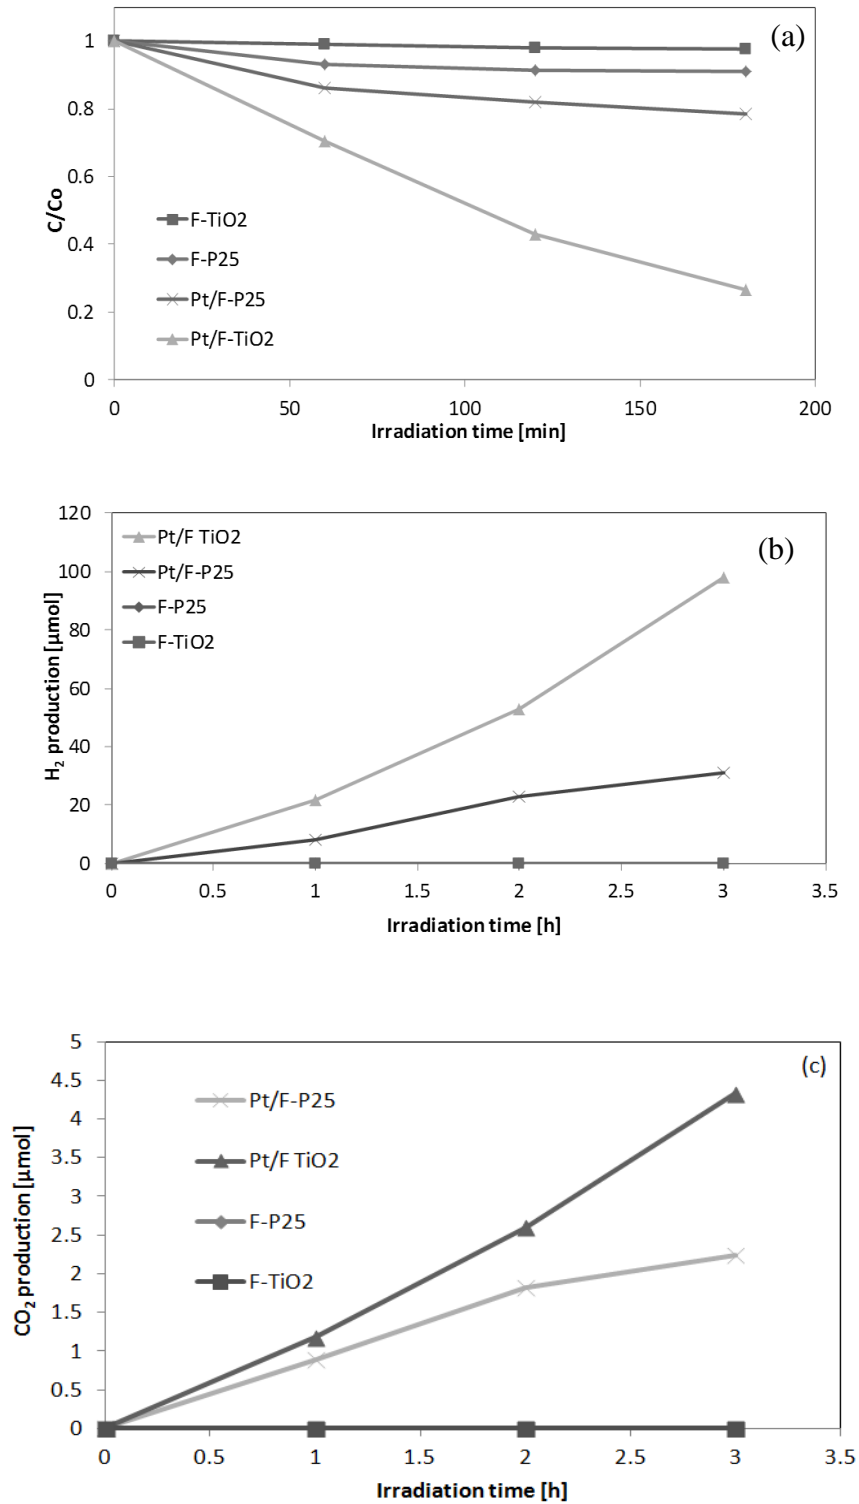 (a)
1
0.8
0.6
0.4
0.2
0
C/Co
F-TiO2
F-P25
Pt/F-P25
Pt/F-TiO2
0 50 100 150 200
Irradiation time [min]
(b)
120
100
80
60
40
20
0
H₂ production [µmol]
Pt/F TiO2
Pt/F-P25
F-P25
F-TiO2
0 0.5 1 1.5 2 2.5 3 3.5
Irradiation time [h]
(c)
5
4.5
4
3.5
3
2.5
2
1.5
1
0.5
0
CO₂ production [µmol]
Pt/F-P25
Pt/F TiO2
F-P25
F-TiO2
0 0.5 1 1.5 2 2.5 3 3.5
Irradiation time [h]